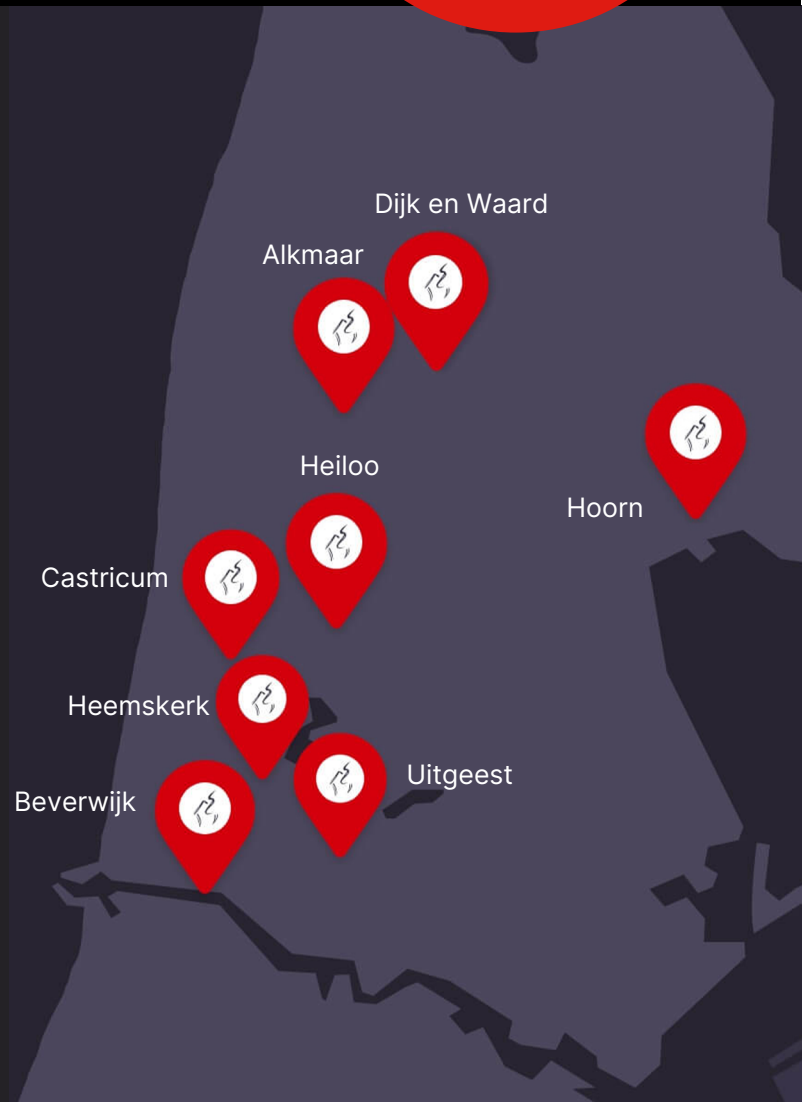 Dijk en Waard
Alkmaar
Heiloo
Hoorn
Castricum
Heemskerk
Uitgeest
Beverwijk